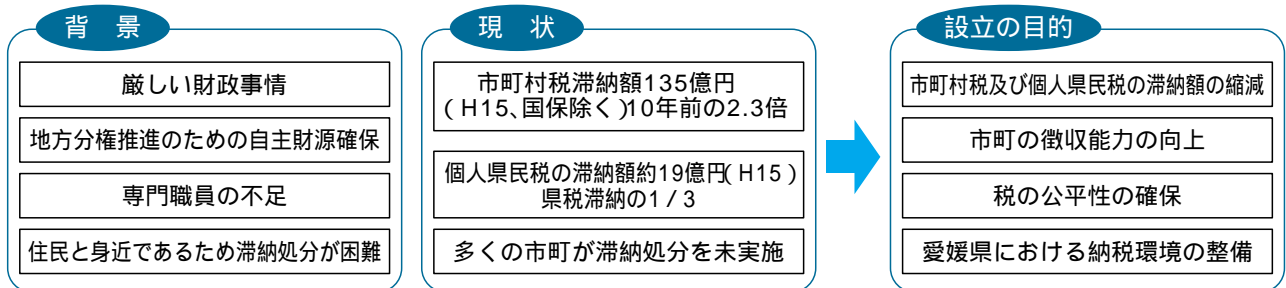 背 景
厳しい財政事情
地方分権推進のための自主財源確保
専門職員の不足
住民と身近であるため滞納処分が困難
現 状
市町村税滞納額135億円
(H15、国保除く)10年前の2.3倍
個人県民税の滞納額約19億円(H15)
県税滞納の1/3
多くの市町が滞納処分を未実施
設立の目的
市町村税及び個人県民税の滞納額の縮減
市町の徴収能力の向上
税の公平性の確保
愛媛県における納税環境の整備